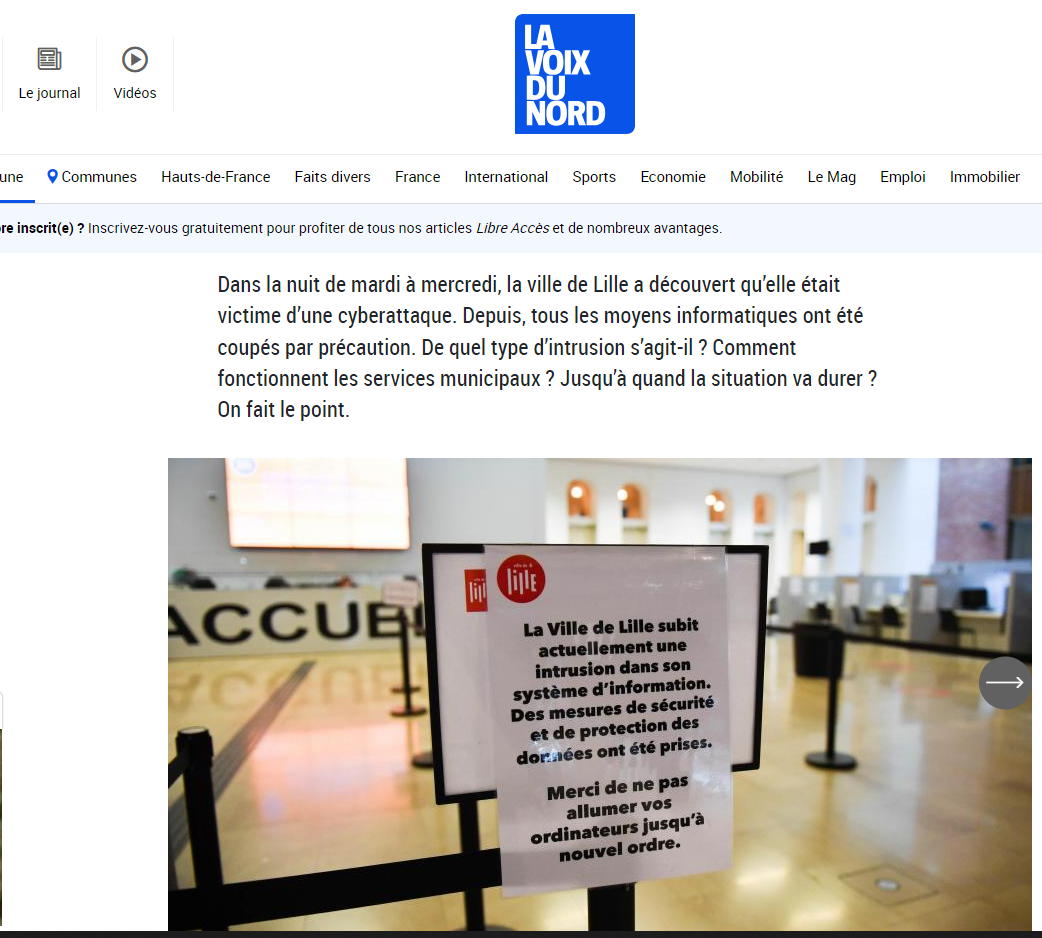 LA
VOIX
DU
NORD
Le journal
Vidéos
une
Communes
Hauts-de-France
Faits divers
France
International
Sports
Economie
Mobilité
Le Mag
Emploi
Immobilier
re inscrit(e) ? Inscrivez-vous gratuitement pour profiter de tous nos articles Libre Accès et de nombreux avantages.
Dans la nuit de mardi à mercredi, la ville de Lille a découvert qu’elle était
victime d’une cyberattaque. Depuis, tous les moyens informatiques ont été
coupés par précaution. De quel type d’intrusion s’agit-il ? Comment
fonctionnent les services municipaux ? Jusqu’à quand la situation va durer ?
On fait le point.
ACCUEI
lille
La Ville de Lille subit
actuellement une
intrusion dans son
système d’information.
Des mesures de sécurité
et de protection des
données ont été prises.
Merci de ne pas
allumer vos
ordinateurs jusqu’à
nouvel ordre.